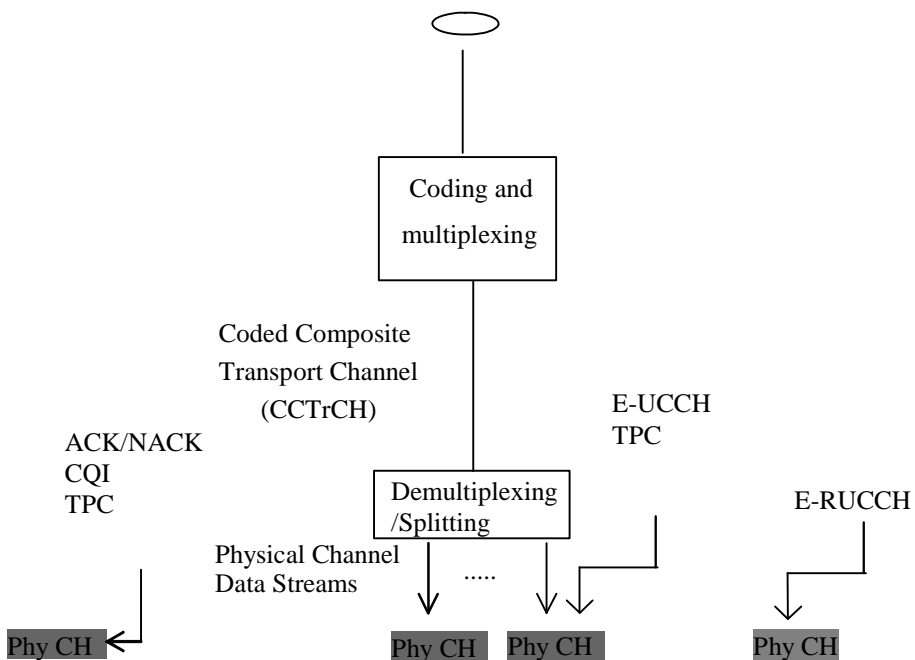 Coding and
multiplexing
Coded Composite
Transport Channel
(CCTrCH)
E-UCCH
TPC
ACK/NACK
CQI
TPC
Demultiplexing
/Splitting
E-RUCCH
Physical Channel
Data Streams
.....
Phy CH
Phy CH
Phy CH
Phy CH